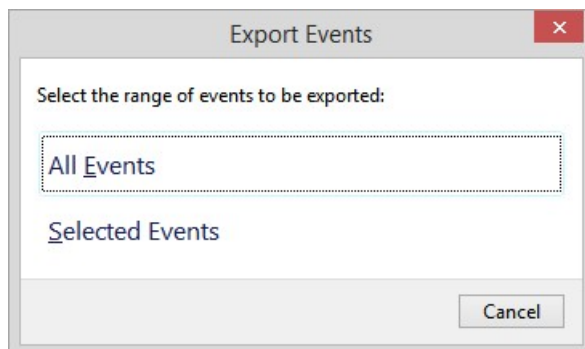 Export Events
Select the range of events to be exported:
All Events
Selected Events
Cancel